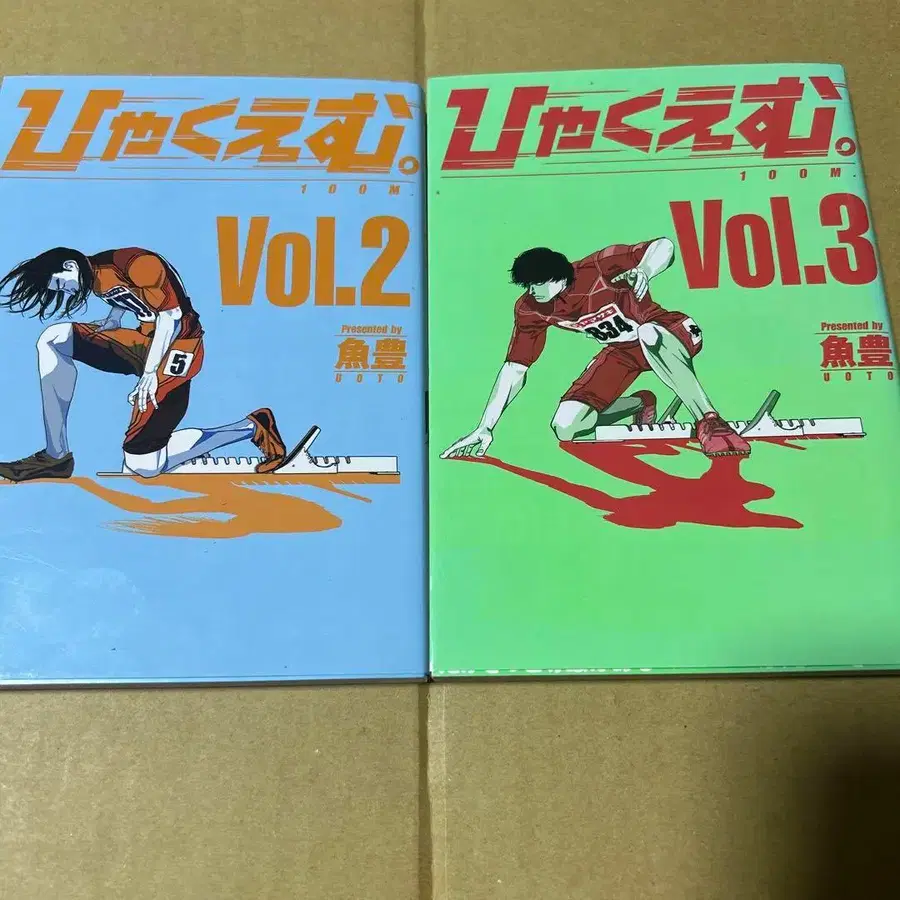 ひゃくえむ。
100M.
Vol.2
Presented by
魚豊
UOTO
5
ひゃくえむ。
100M.
Vol.3
Presented by
魚豊
UOTO
634